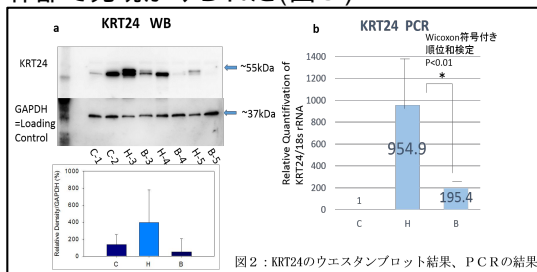 KRT24 WB
a
KRT24
~55kDa
GAPDH
=Loading
Control
~37kDa
C-1
C-2
H-3
B-3
H-4
B-4
H-5
B-5
Relative Density/GAPDH (%)
1000
800
600
400
200
0
C
H
B
b
KRT24 PCR
Wicoxon符号付き
順位和検定
P<0.01
*
Relative Quantifivation of
KRT24/18s rRNA
1400
1200
1000
800
600
400
200
0
1
954.9
195.4
C
H
B
図2：KRT24のウエスタンブロット結果、ＰＣＲの結果